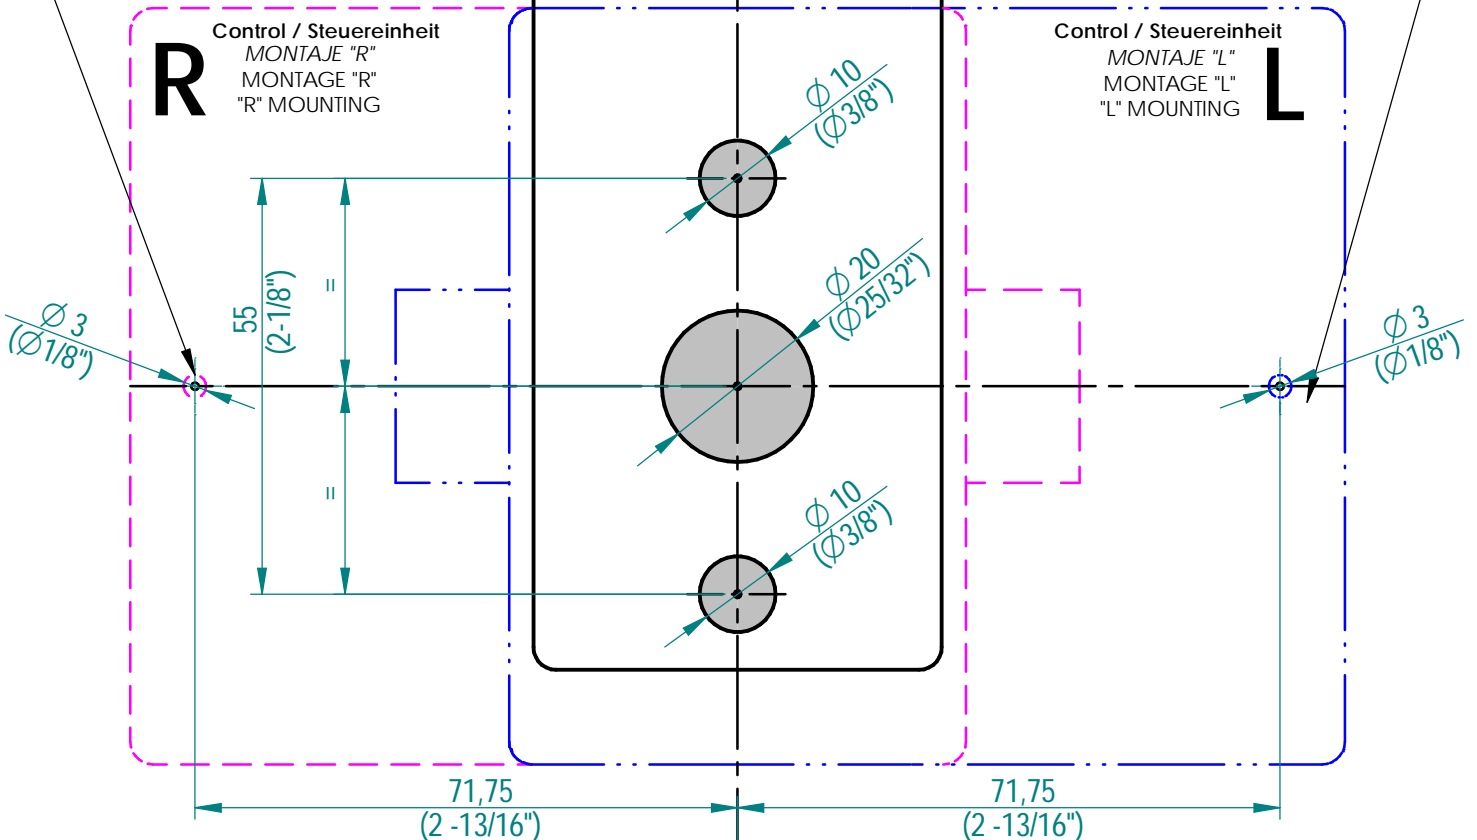 Control / Steuereinheit
R
MONTAJE "R"
MONTAGE "R"
"R" MOUNTING
Control / Steuereinheit
L
MONTAJE "L"
MONTAGE "L"
"L" MOUNTING
Ø 10
(Ø3/8")
Ø 20
(Ø25/32")
55
(2-1/8")
=
=
Ø 3
(Ø1/8")
Ø 3
(Ø1/8")
Ø 10
(Ø3/8")
71,75
(2 -13/16")
71,75
(2 -13/16")